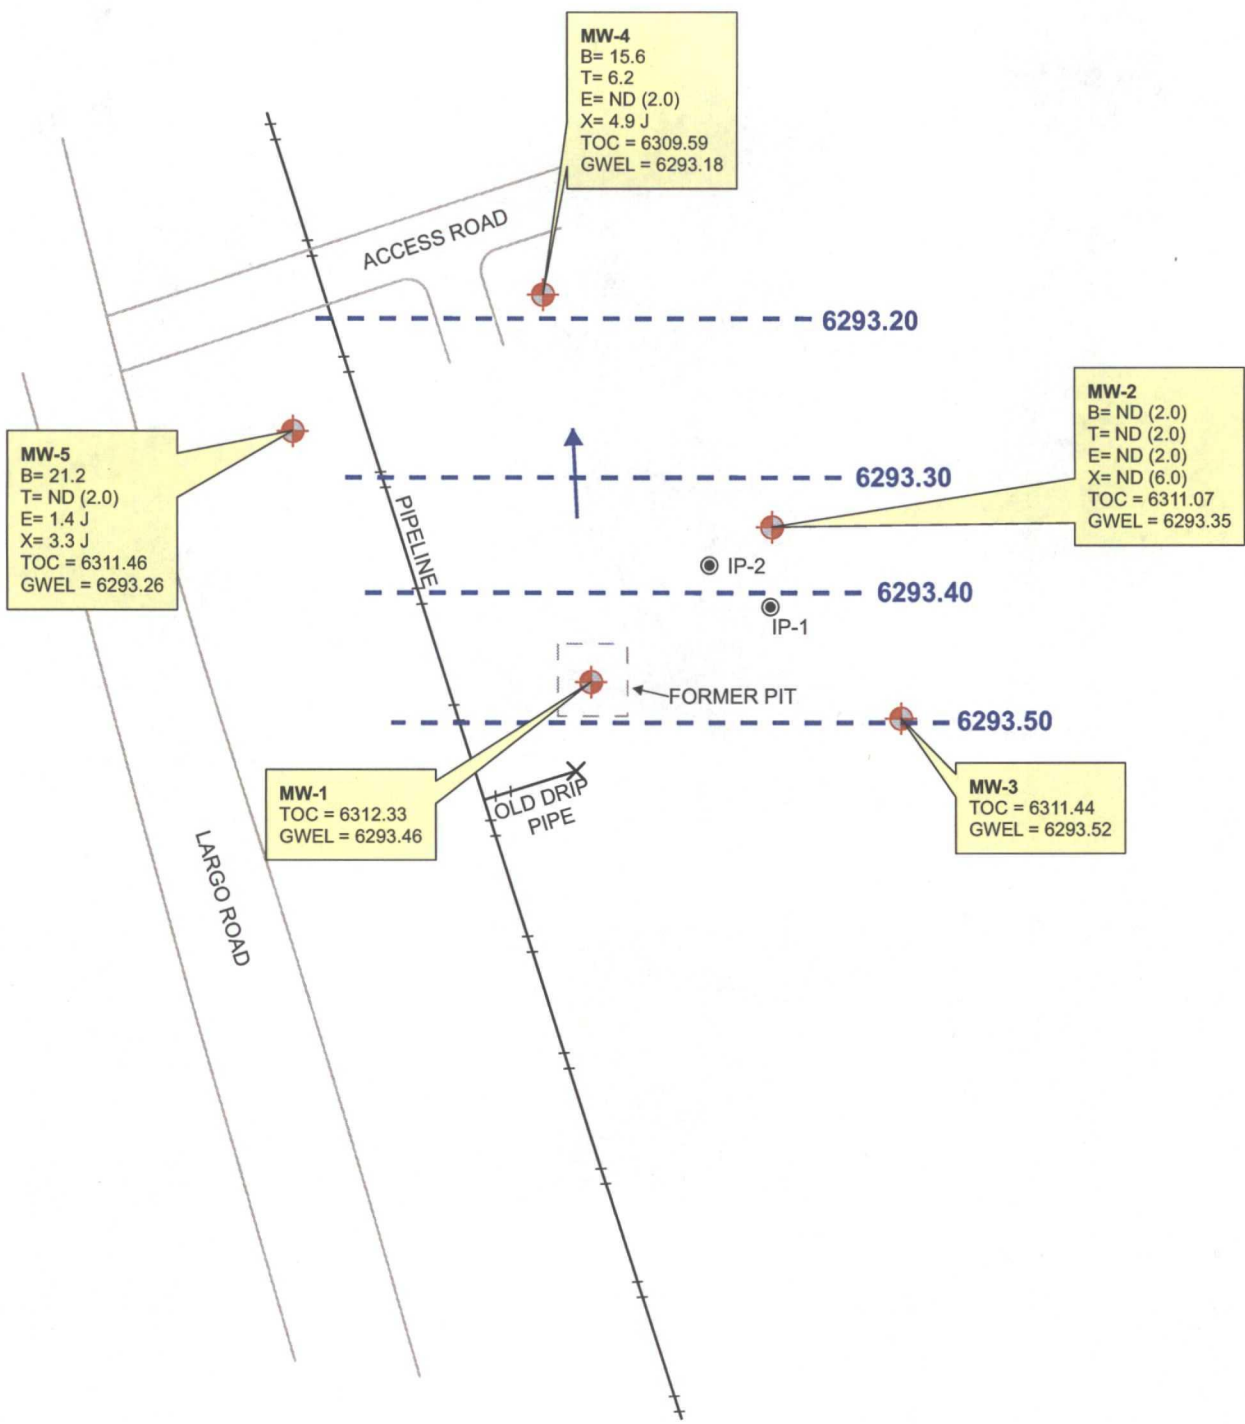 MW-4
B= 15.6
T= 6.2
E= ND (2.0)
X= 4.9 J
TOC = 6309.59
GWEL = 6293.18
ACCESS ROAD
6293.20
MW-2
B= ND (2.0)
T= ND (2.0)
E= ND (2.0)
X= ND (6.0)
TOC = 6311.07
GWEL = 6293.35
MW-5
B= 21.2
T= ND (2.0)
E= 1.4 J
X= 3.3 J
TOC = 6311.46
GWEL = 6293.26
6293.30
PIPELINE
IP-2
6293.40
IP-1
FORMER PIT
6293.50
MW-1
TOC = 6312.33
GWEL = 6293.46
OLD DRIP
PIPE
MW-3
TOC = 6311.44
GWEL = 6293.52
LARGO ROAD